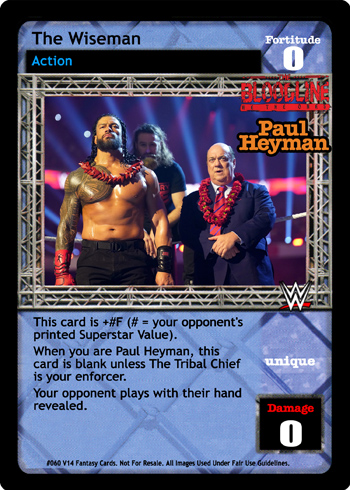 The Wiseman
Fortitude
0
Action
THE
BLOODLINE
Paul
Heyman
W
This card is +#F (# = your opponent's
printed Superstar Value).
When you are Paul Heyman, this
card is blank unless The Tribal Chief
is your enforcer.
Your opponent plays with their hand
revealed.
unique
Damage
0
#060 V14 Fantasy Cards. Not For Resale. All Images Used Under Fair Use Guidelines.